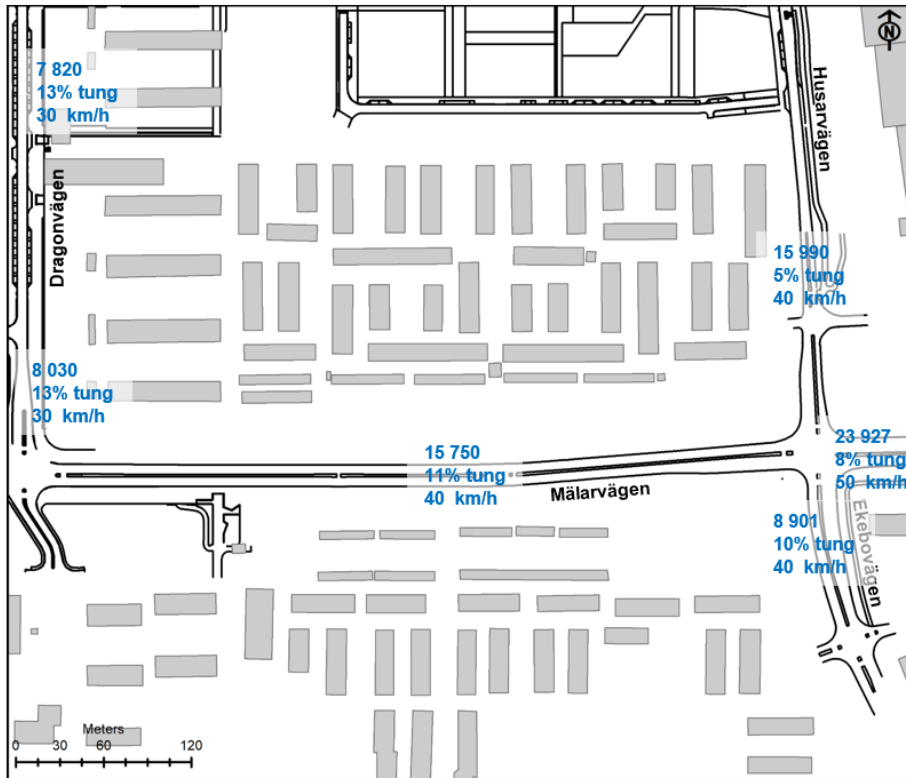 N
7 820
13% tung
30 km/h
Husarvägen
Dragonvägen
15 990
5% tung
40 km/h
8 030
13% tung
30 km/h
15 750
11% tung
40 km/h
Mälarvägen
23 927
8% tung
50 km/h
8 901
10% tung
40 km/h
Ekebovägen
Meters
0 30 60 120